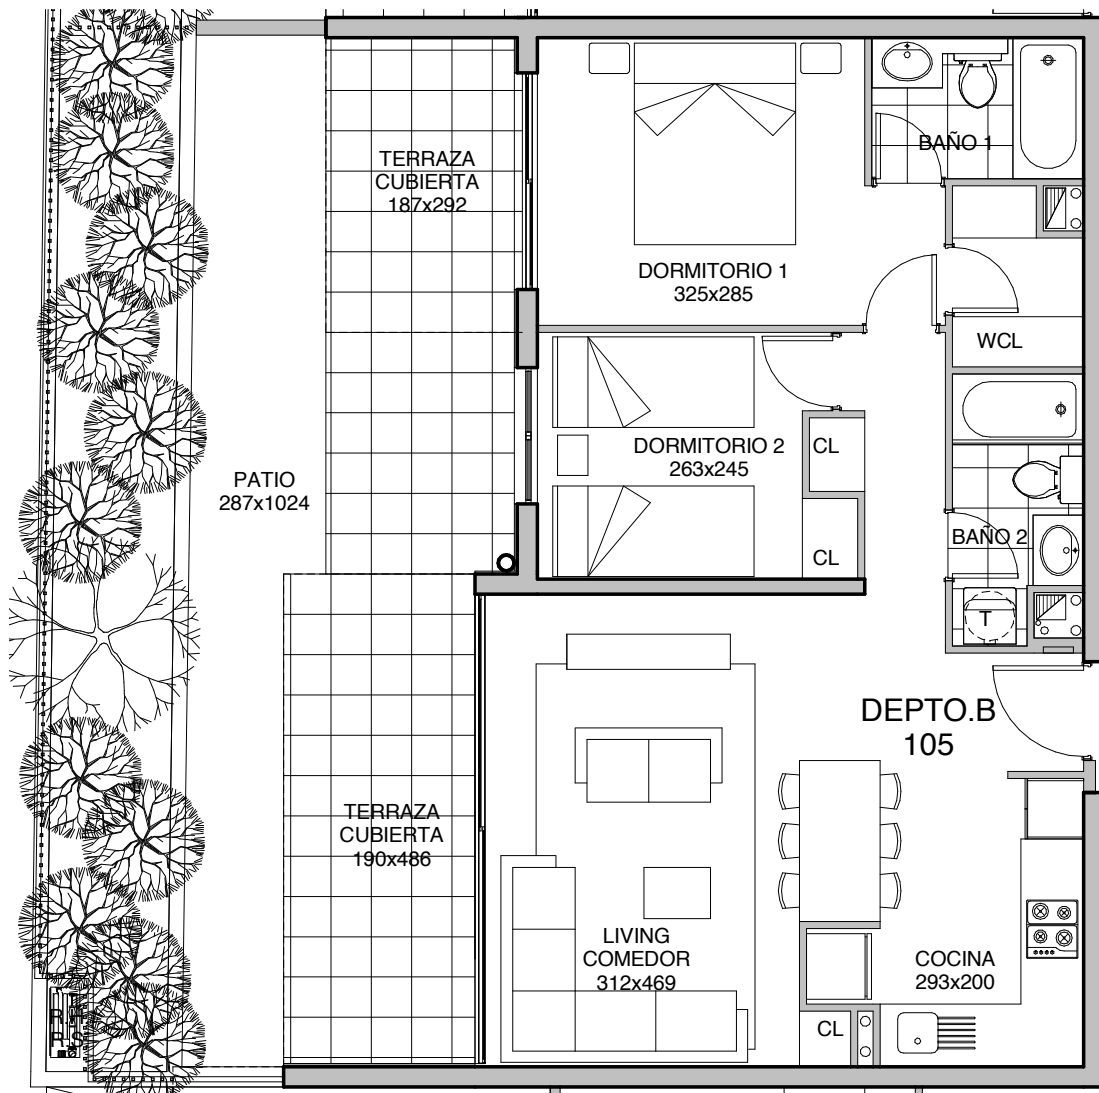 TERRAZA
CUBIERTA
187x292
BAÑO 1
DORMITORIO 1
325x285
WCL
DORMITORIO 2
263x245
CL
PATIO
287x1024
BAÑO 2
CL
T
DEPTO.B
105
TERRAZA
CUBIERTA
190x486
LIVING
COMEDOR
312x469
COCINA
293x200
CL